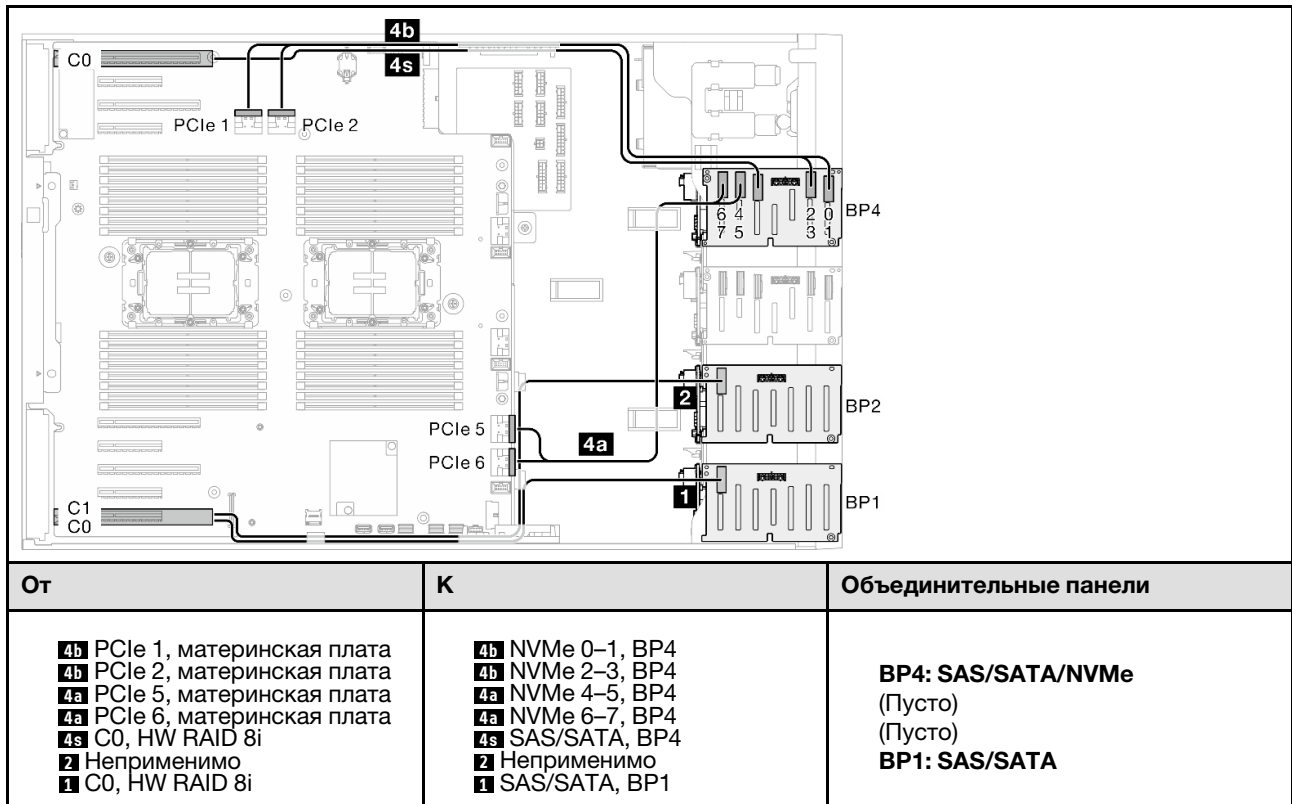 4b
C0
4s
PCIe 1
PCIe 2
6 4 2 0
7 5 3 1
BP4
2
BP2
PCIe 5
4a
PCIe 6
1
BP1
C1
C0
От
К
Объединительные панели
4b PCIe 1, материнская плата
4b PCIe 2, материнская плата
4a PCIe 5, материнская плата
4a PCIe 6, материнская плата
4s C0, HW RAID 8i
2 Неприменимо
1 C0, HW RAID 8i
4b NVMe 0–1, BP4
4b NVMe 2–3, BP4
4a NVMe 4–5, BP4
4a NVMe 6–7, BP4
4s SAS/SATA, BP4
2 Неприменимо
1 SAS/SATA, BP1
BP4: SAS/SATA/NVMe
(Пусто)
(Пусто)
BP1: SAS/SATA